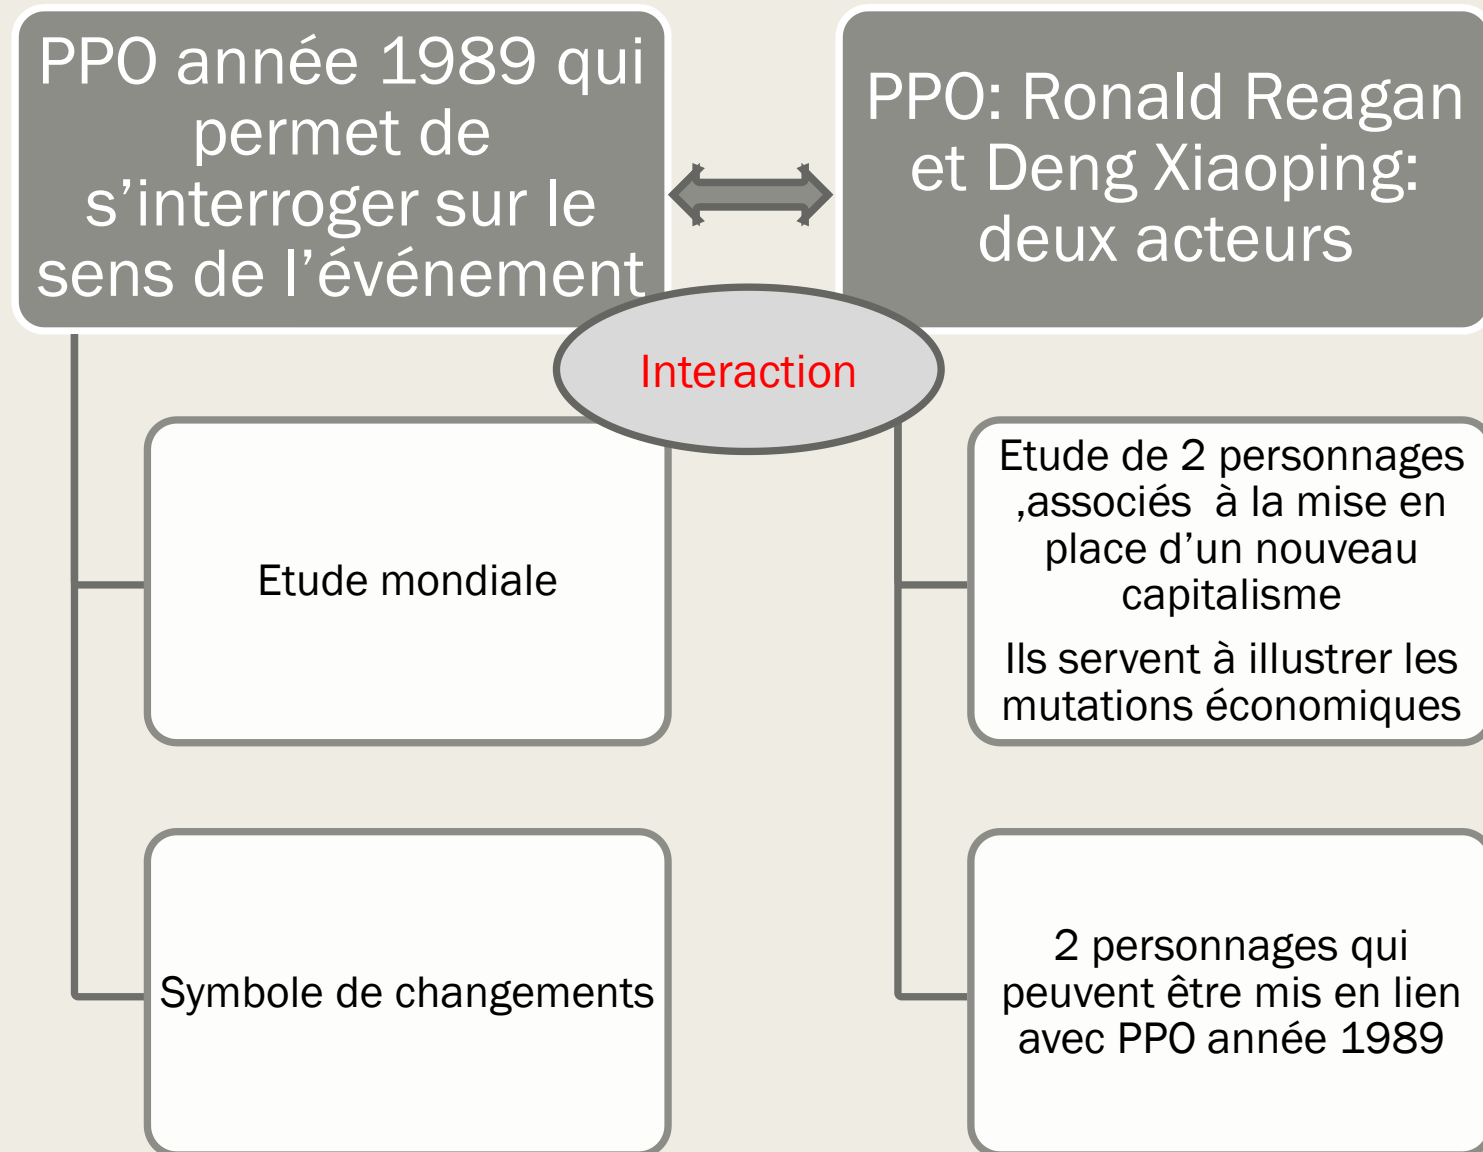 PPO année 1989 qui
permet de
s’interroger sur le
sens de l’événement
PPO: Ronald Reagan
et Deng Xiaoping:
deux acteurs
Interaction
Etude mondiale
Symbole de changements
Etude de 2 personnages
,associés à la mise en
place d’un nouveau
capitalisme
Ils servent à illustrer les
mutations économiques
2 personnages qui
peuvent être mis en lien
avec PPO année 1989